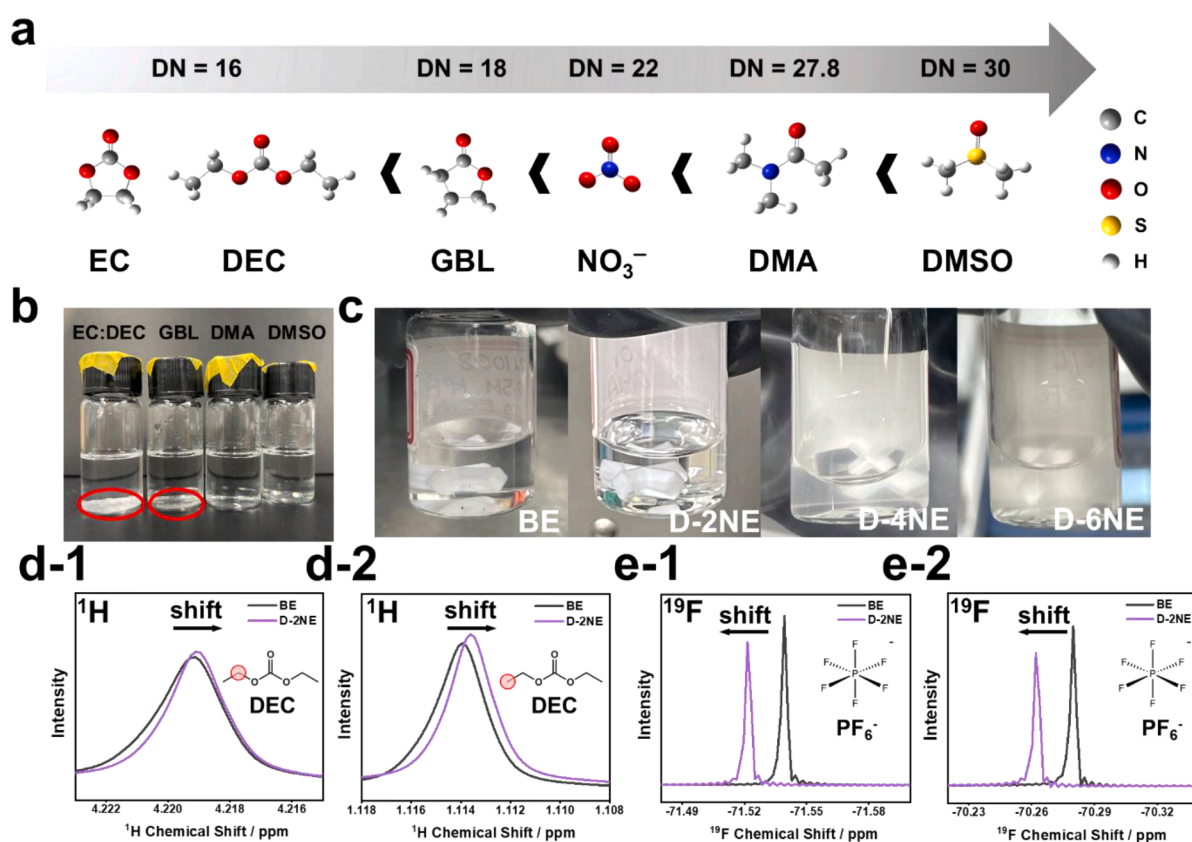 a
DN = 16 DN = 18 DN = 22 DN = 27.8 DN = 30
C
N
O
S
H
EC DEC GBL NO₃⁻ DMA DMSO
b
EC:DEC GBL DMA DMSO
c
BE D-2NE D-4NE D-6NE
d-1
¹H
shift
BE
D-2NE
O
O O
DEC
Intensity
4.222 4.220 4.218 4.216
¹H Chemical Shift / ppm
d-2
¹H
shift
BE
D-2NE
O
O O
DEC
Intensity
1.118 1.116 1.114 1.112 1.110 1.108
¹H Chemical Shift / ppm
e-1
¹⁹F
shift
BE
D-2NE
F
F F
P
F F
F
-
PF₆⁻
Intensity
-71.49 -71.52 -71.55 -71.58
¹⁹F Chemical Shift / ppm
e-2
¹⁹F
shift
BE
D-2NE
F
F F
P
F F
F
-
PF₆⁻
Intensity
-70.23 -70.26 -70.29 -70.32
¹⁹F Chemical Shift / ppm